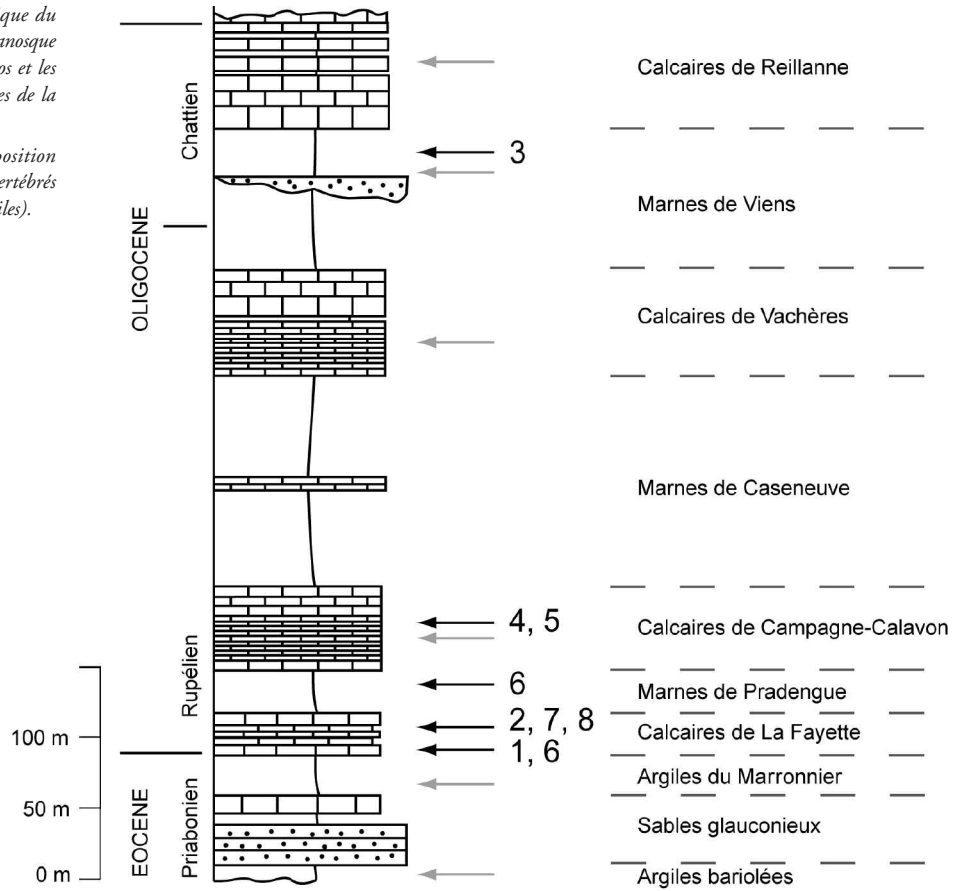 que du
anosque
os et les
es de la
position
ertébrés
iles).
Chattien
OLIGOCENE
Rupélien
EOCENE
Priabonien
100 m
50 m
0 m
3
4, 5
6
2, 7, 8
1, 6
Calcaires de Reillanne
Marnes de Viens
Calcaires de Vachères
Marnes de Caseneuve
Calcaires de Campagne-Calavon
Marnes de Pradengue
Calcaires de La Fayette
Argiles du Marronnier
Sables glauconieux
Argiles bariolées